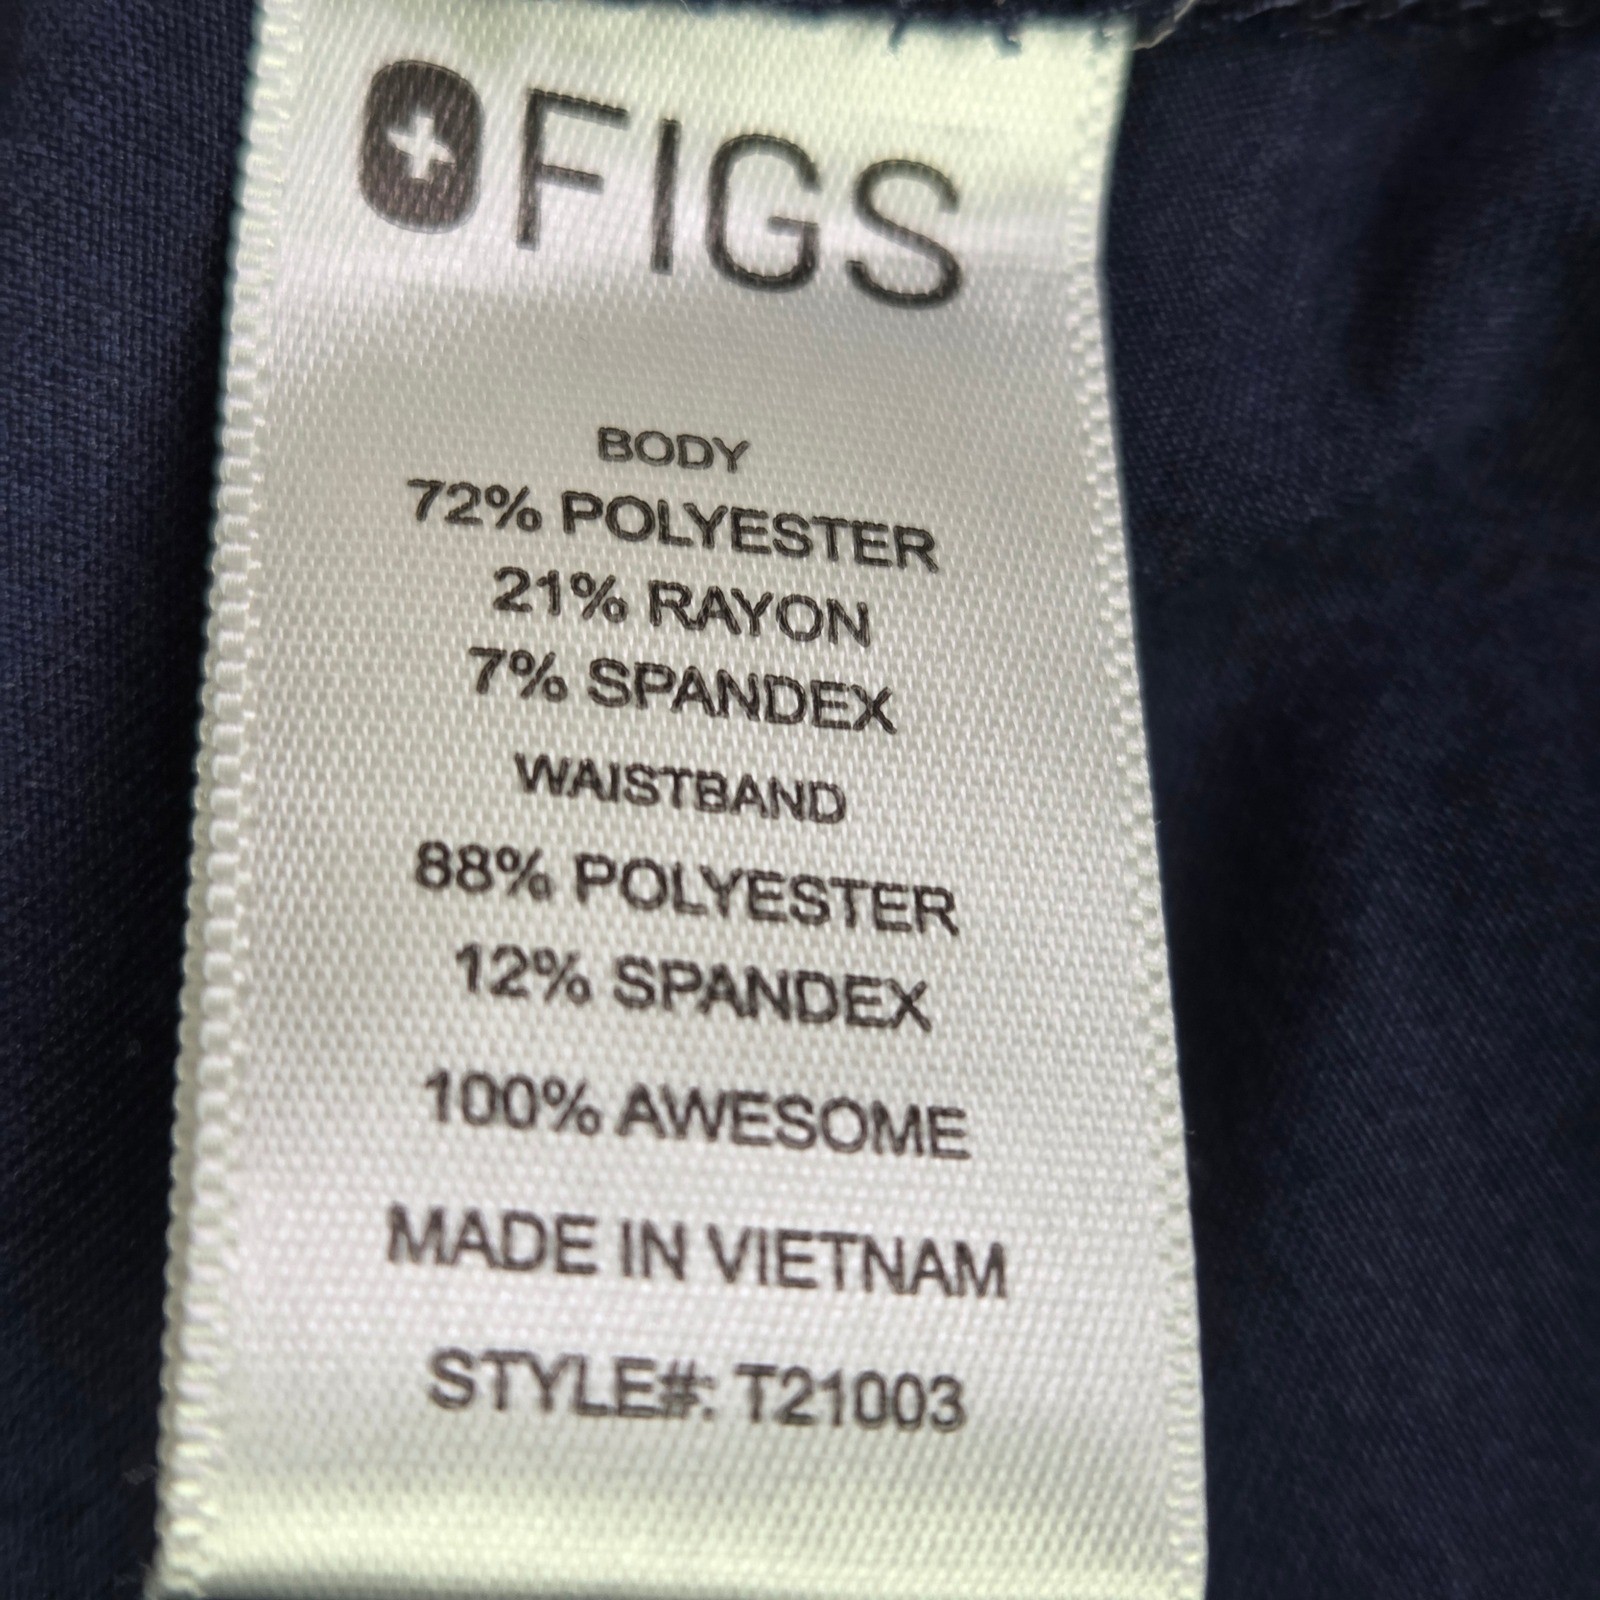 FIGS
BODY
72% POLYESTER
21% RAYON
7% SPANDEX
WAISTBAND
88% POLYESTER
12% SPANDEX
100% AWESOME
MADE IN VIETNAM
STYLE#: T21003